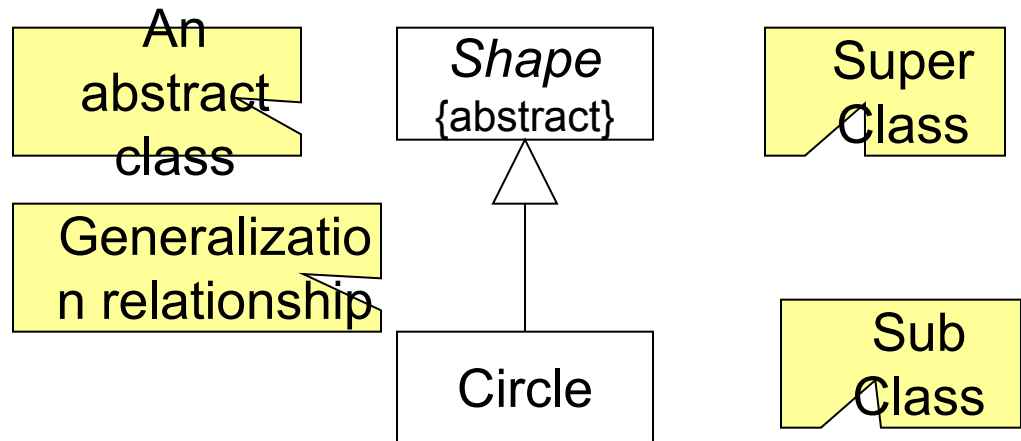 An
abstract
class
Shape
{abstract}
Super
Class
Generalizatio
n relationship
Circle
Sub
Class